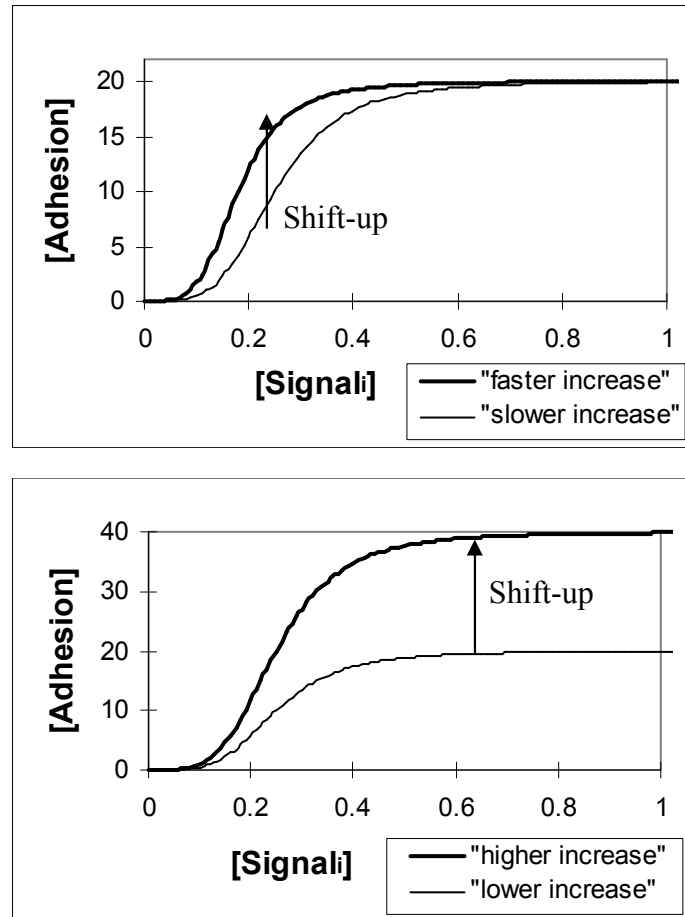 20
15
10
5
0
[Adhesion]
Shift-up
0 0.2 0.4 0.6 0.8 1
[Signali]
"faster increase"
"slower increase"
40
30
20
10
0
[Adhesion]
Shift-up
0 0.2 0.4 0.6 0.8 1
[Signali]
"higher increase"
"lower increase"